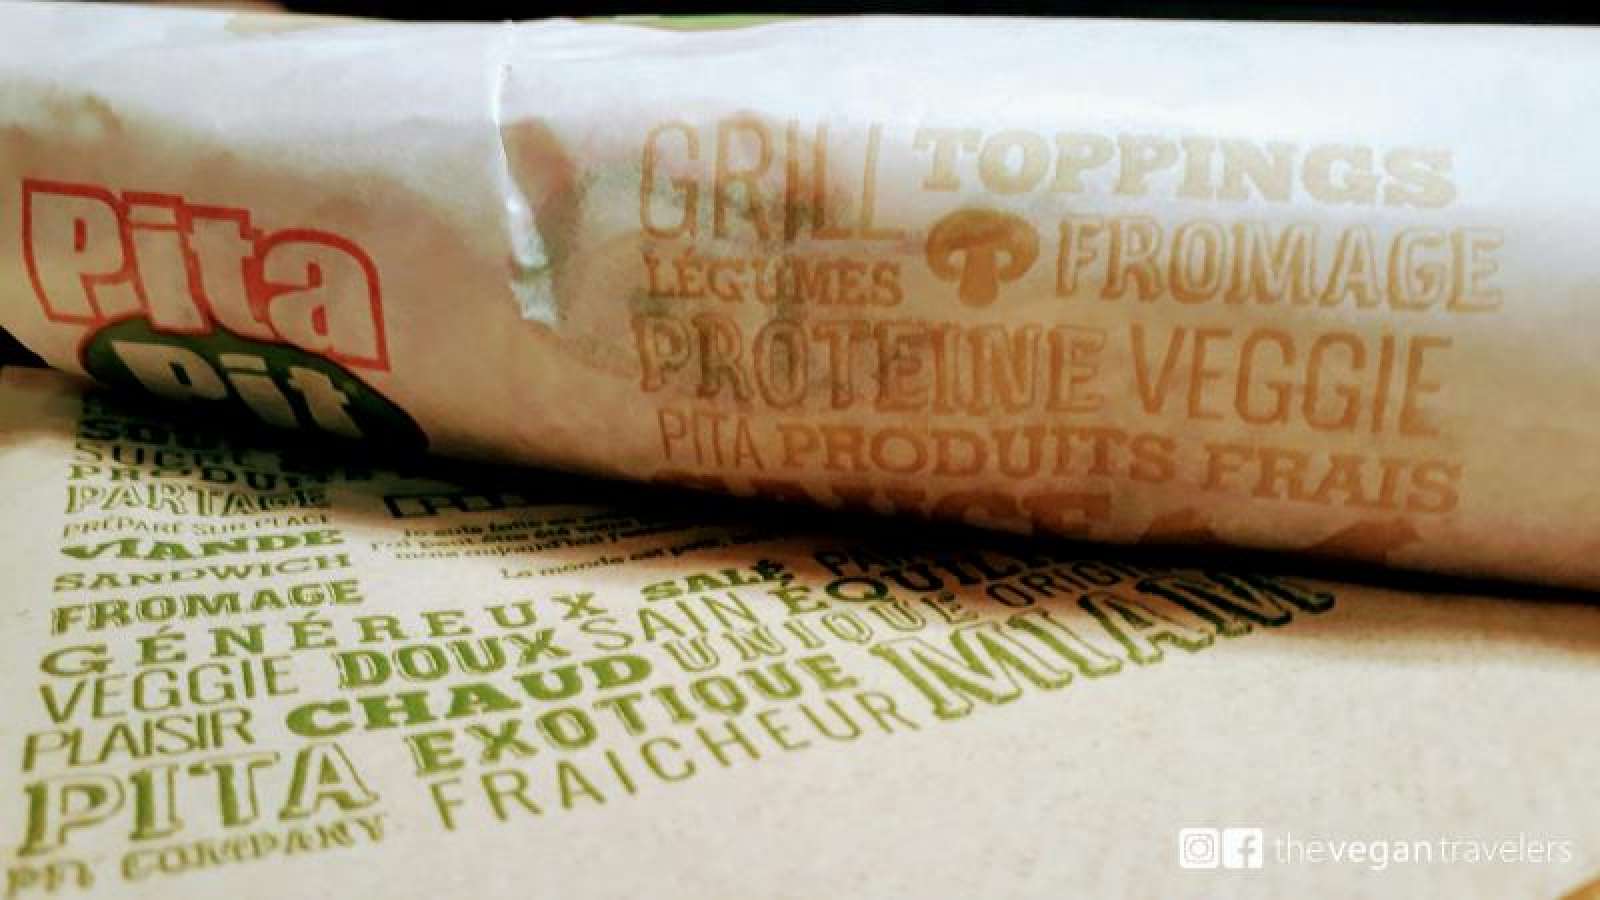 Pita
Pit
GRILL TOPPINGS
LÉGUMES FROMAGE
PROTEINE VEGGIE
PITA PRODUITS FRAIS
PARTAGE
PRÉPARÉ SUR PLACE
VIANDE
SANDWICH
FROMAGE
GÉNÉREUX SALÉ
VEGGIE DOUX SAIN
PLAISIR CHAUD UNIQUE
PITA EXOTIQUE MIAM
PIT COMPANY FRAICHEUR
thevegantravelers